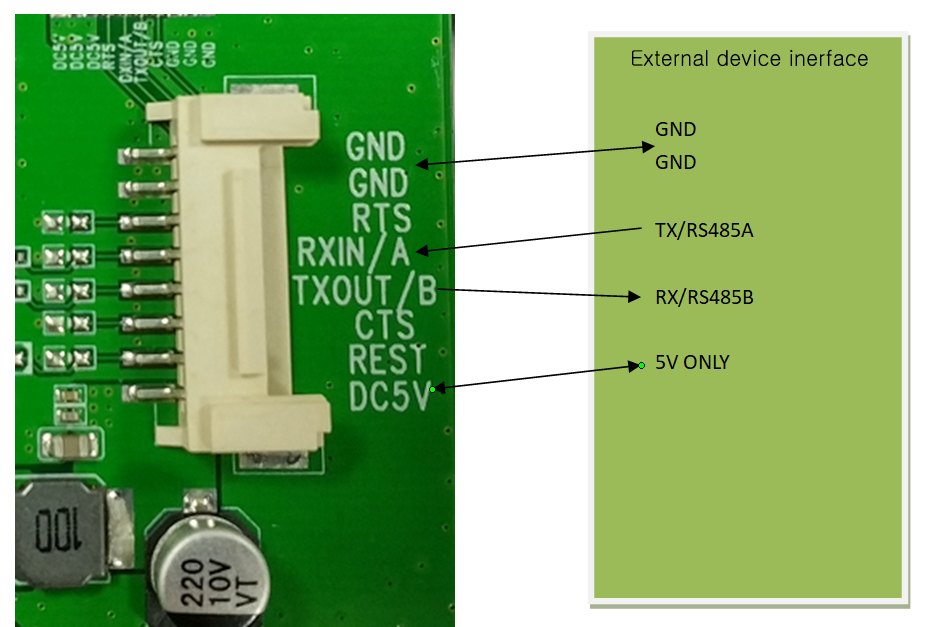 DC5V
DC5V
DC5V
RTS
RXIN/A
TXOUT/B
CTS
GND
GND
GND
GND
GND
RTS
RXIN/A
TXOUT/B
CTS
REST
DC5V
100
220
10V
VT
External device inerface
GND
GND
TX/RS485A
RX/RS485B
5V ONLY